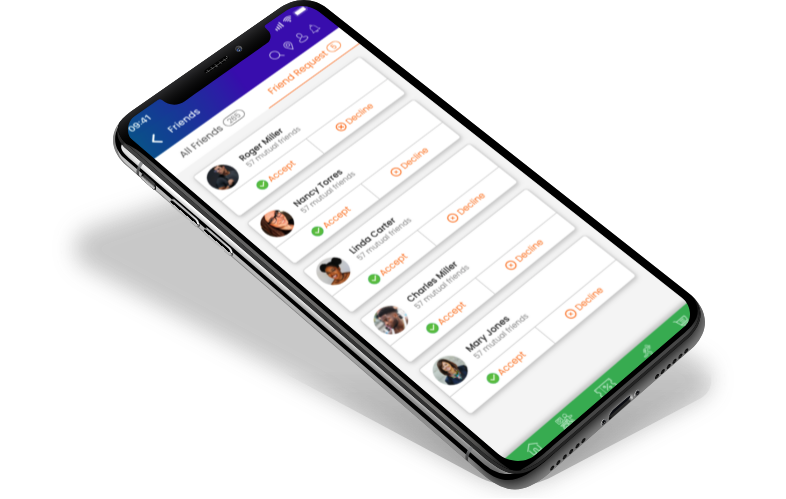 09:41
Friends
All Friends 265
Friend Request 5
Roger Miller
57 mutual friends
Accept
Decline
Nancy Torres
57 mutual friends
Accept
Decline
Linda Carter
57 mutual friends
Accept
Decline
Charles Miller
57 mutual friends
Accept
Decline
Mary Jones
57 mutual friends
Accept
Decline